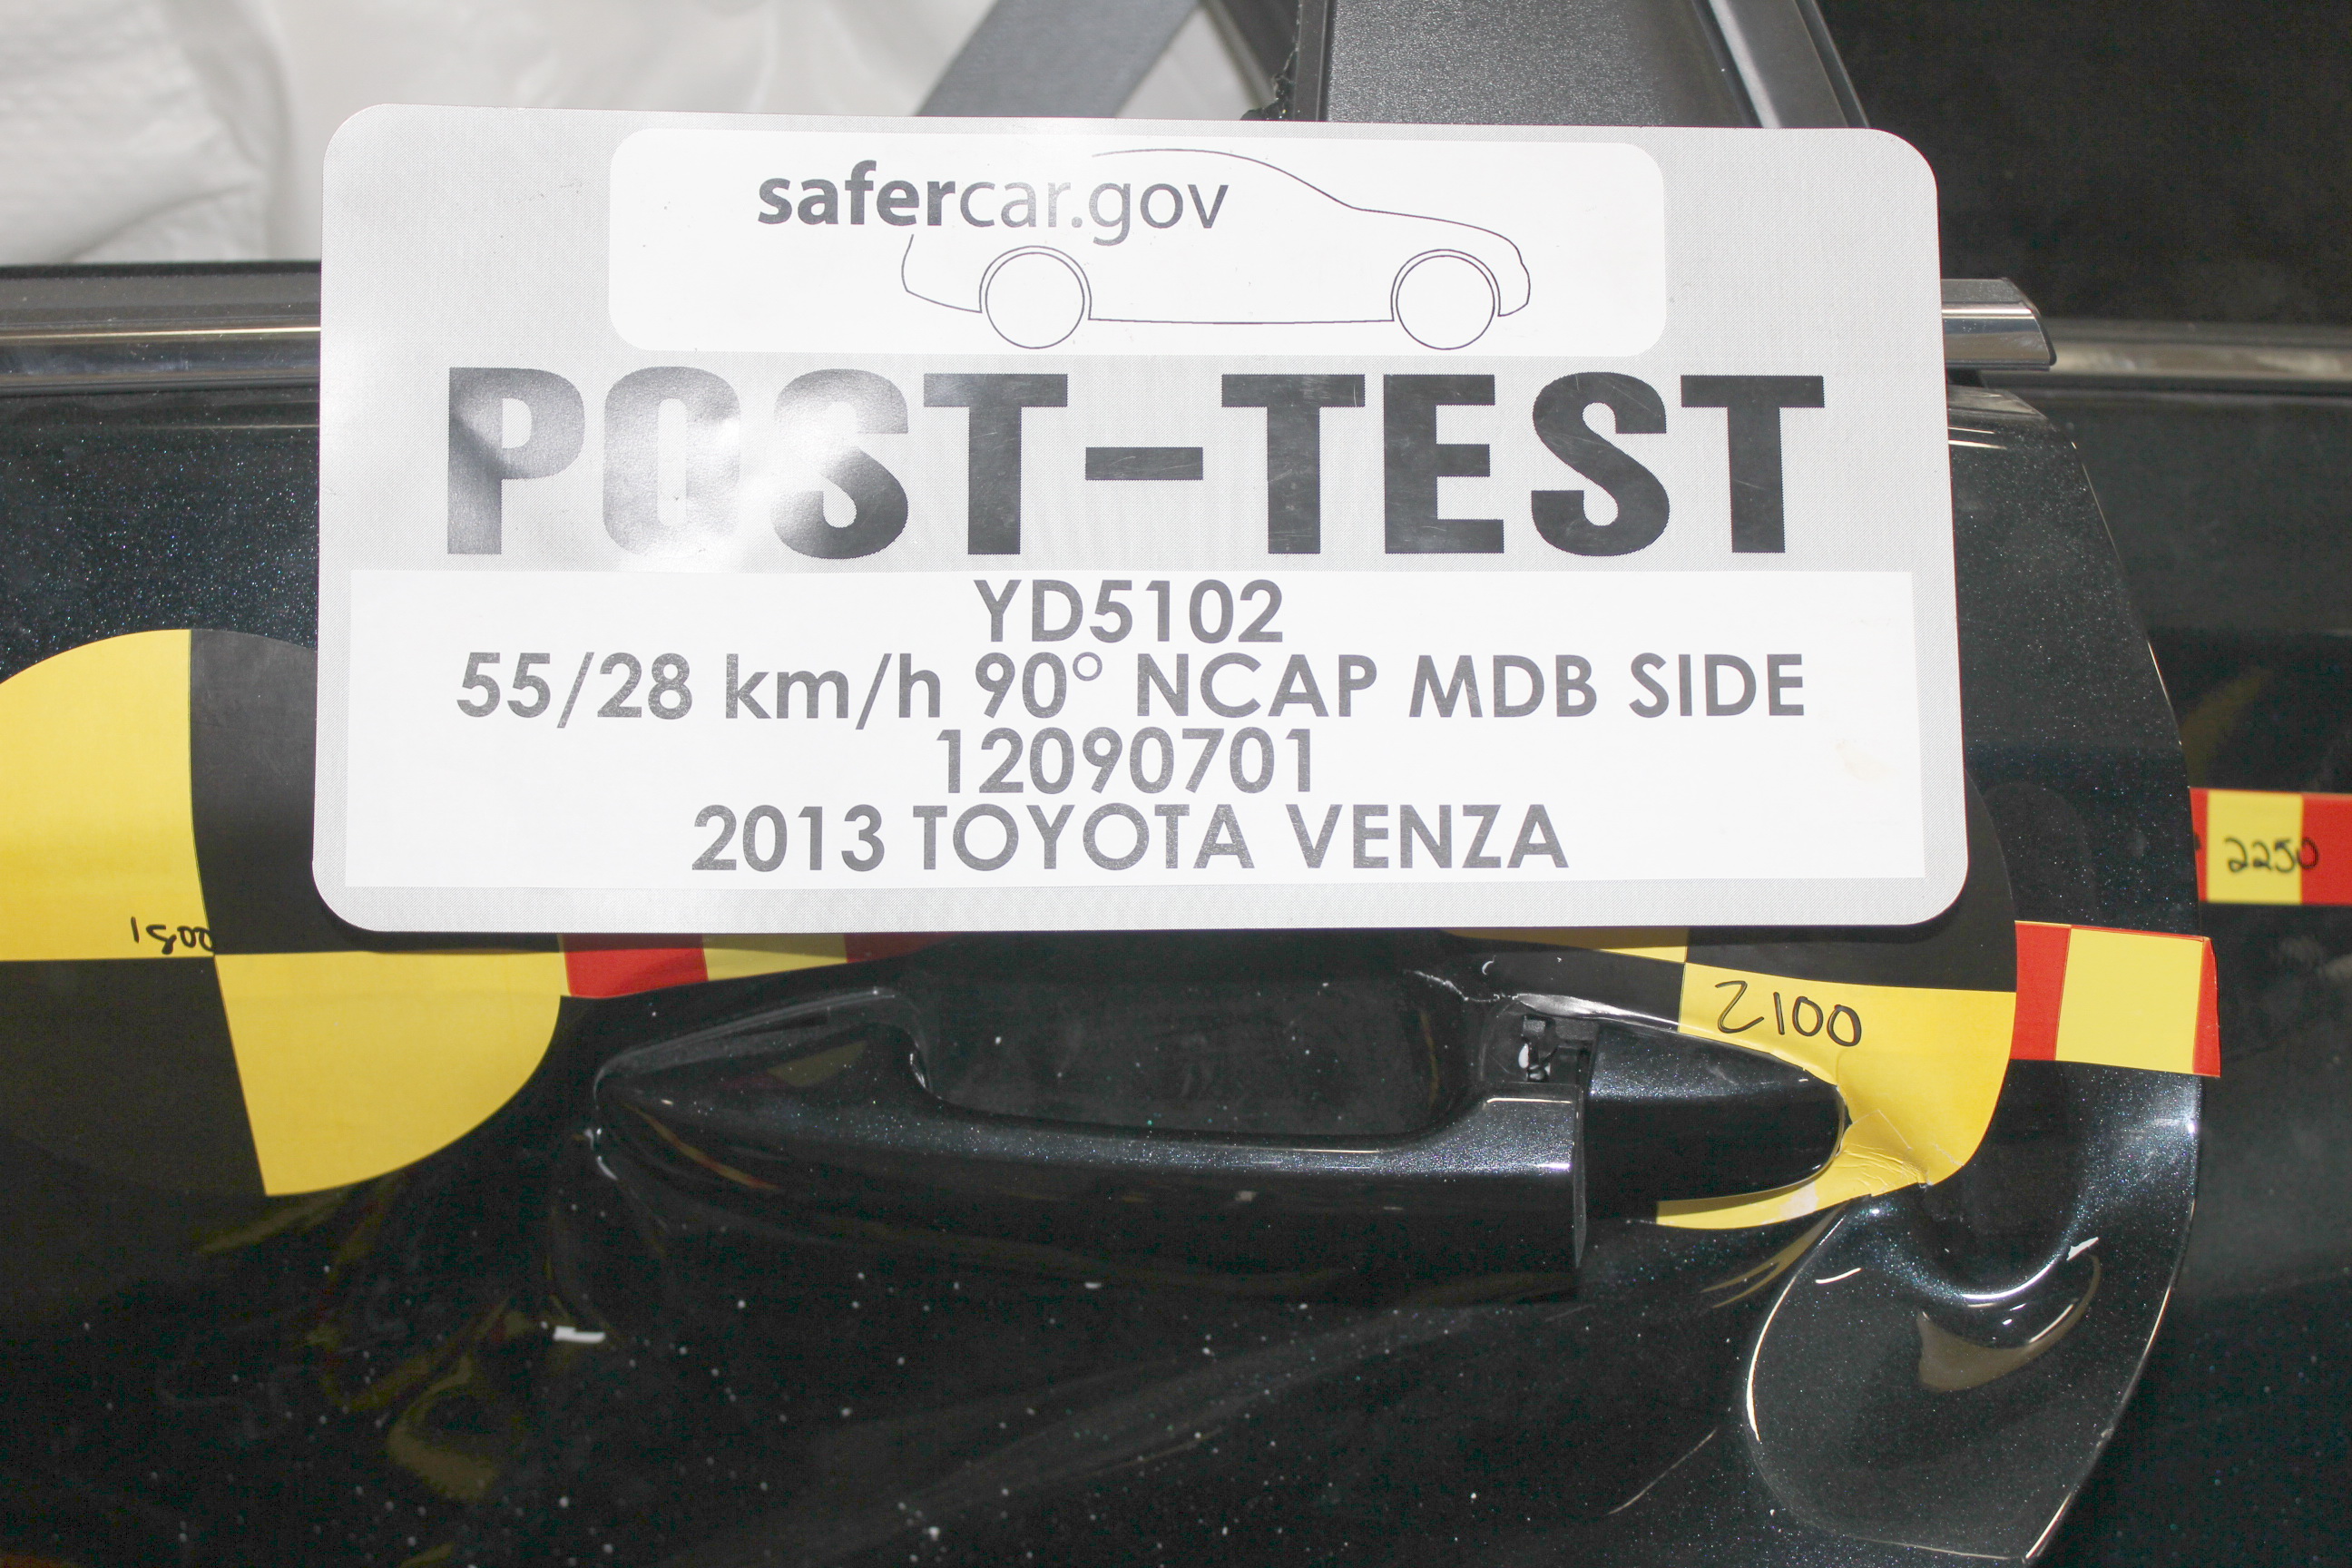 safercar.gov
POST-TEST
YD5102
55/28 km/h 90° NCAP MDB SIDE
12090701
2013 TOYOTA VENZA
2250
1800
2100